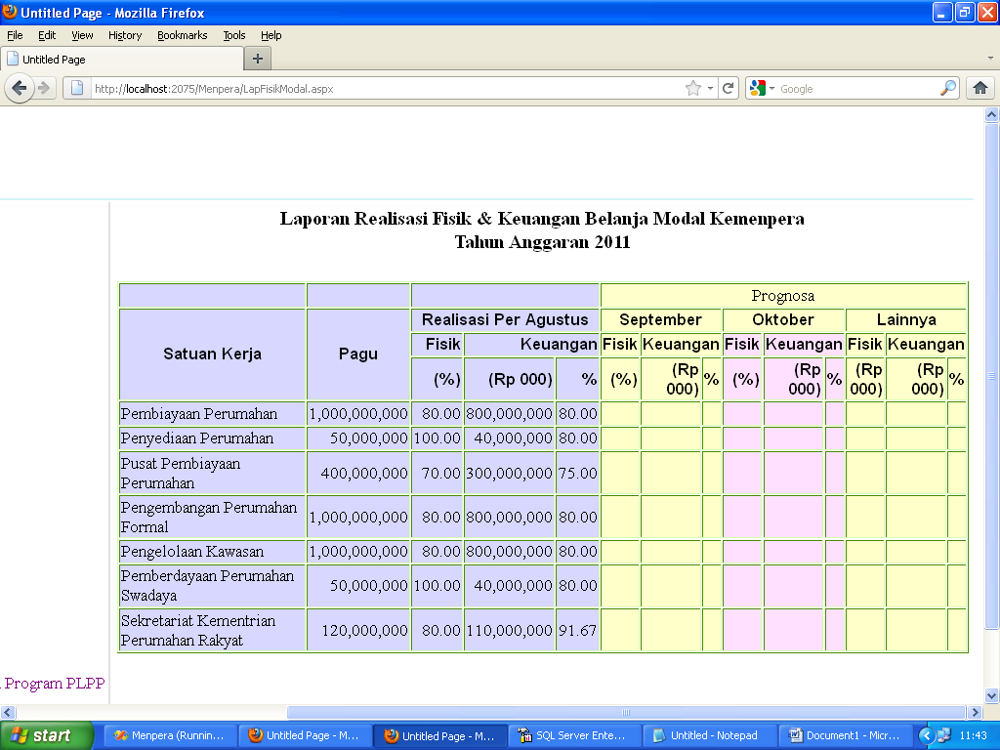 Untitled Page - Mozilla Firefox
File Edit View History Bookmarks Tools Help
Untitled Page
http://localhost:2075/Menpera/LapFisikModal.aspx Google
Laporan Realisasi Fisik & Keuangan Belanja Modal Kemenpera
Tahun Anggaran 2011
Prognosa
Satuan Kerja Pagu Realisasi Per Agustus September Oktober Lainnya
Fisik Keuangan Fisik Keuangan Fisik Keuangan Fisik Keuangan
(%) (Rp 000) % (%) (Rp 000) % (%) (Rp 000) % (Rp 000) (Rp 000) %
Pembiayaan Perumahan 1,000,000,000 80.00 800,000,000 80.00
Penyediaan Perumahan 50,000,000 100.00 40,000,000 80.00
Pusat Pembiayaan
Perumahan 400,000,000 70.00 300,000,000 75.00
Pengembangan Perumahan
Formal 1,000,000,000 80.00 800,000,000 80.00
Pengelolaan Kawasan 1,000,000,000 80.00 800,000,000 80.00
Pemberdayaan Perumahan
Swadaya 50,000,000 100.00 40,000,000 80.00
Sekretariat Kementrian
Perumahan Rakyat 120,000,000 80.00 110,000,000 91.67
Program PLPP
start Menpera (Runnin... Untitled Page - M... Untitled Page - M... SQL Server Ente... Untitled - Notepad Document1 - Micr... 11:43